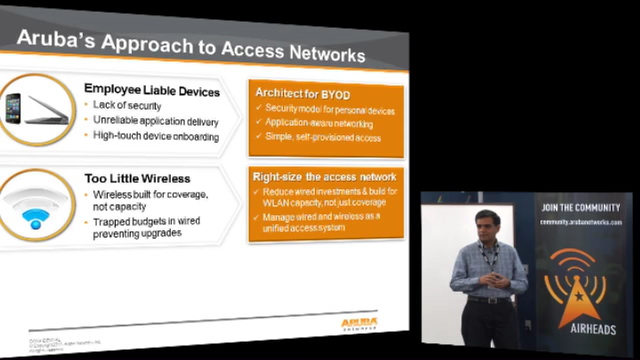 Aruba's Approach to Access Networks
Employee Liable Devices
• Lack of security
• Unreliable application delivery
• High-touch device onboarding
Architect for BYOD
✓ Security model for personal devices
✓ Application-aware networking
✓ Simple, self-provisioned access
Too Little Wireless
• Wireless built for coverage,
not capacity
• Trapped budgets in wired
preventing upgrades
Right-size the access network
✓ Reduce wired investments & build for
WLAN capacity, not just coverage
✓ Manage wired and wireless as a
unified access system
ARUBA
NETWORKS
JOIN THE COMMUNITY
community.arubanetworks.com
AIRHEADS